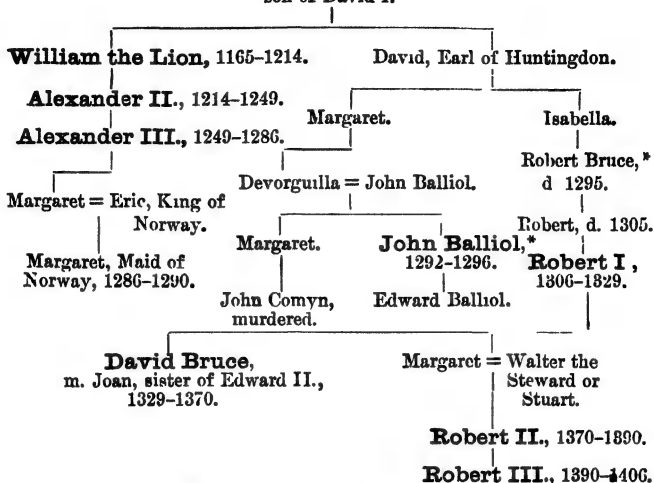 son of David I.
William the Lion, 1165–1214. David, Earl of Huntingdon.
Alexander II., 1214–1249.
Margaret. Isabella.
Alexander III., 1249–1286.
Robert Bruce,*
d 1295.
Devorguilla = John Balliol.
Margaret = Eric, King of
Norway.
Robert, d. 1305.
Margaret. John Balliol,*
1292–1296.
Robert I,
1306–1329.
Margaret, Maid of
Norway, 1286–1290.
John Comyn,
murdered.
Edward Balliol.
David Bruce,
m. Joan, sister of Edward II.,
1329–1370.
Margaret = Walter the
Steward or
Stuart.
Robert II., 1370–1390.
Robert III., 1390–1406.